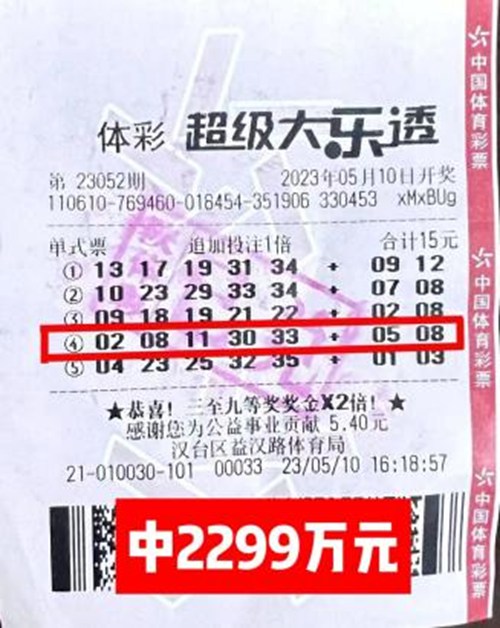 体彩 超级大乐透
第 23052期 2023年05月10日开奖
110610-769460-016454-351906 330453 xMxBUg
单式票 追加投注1倍 合计15元
① 13 17 19 31 34 + 09 12
② 10 23 29 33 34 + 07 08
③ 09 18 19 21 22 + 02 08
④ 02 08 11 30 33 + 05 08
⑤ 04 23 25 32 35 + 01 03
★恭喜! 三至九等奖奖金X2倍! ★
感谢您为公益事业贡献 5.40元
汉台区益汉路体育局
21-010030-101 00033 23/05/10 16:18:57
中2299万元
中国体育彩票
中国体育彩票
中国体育彩票